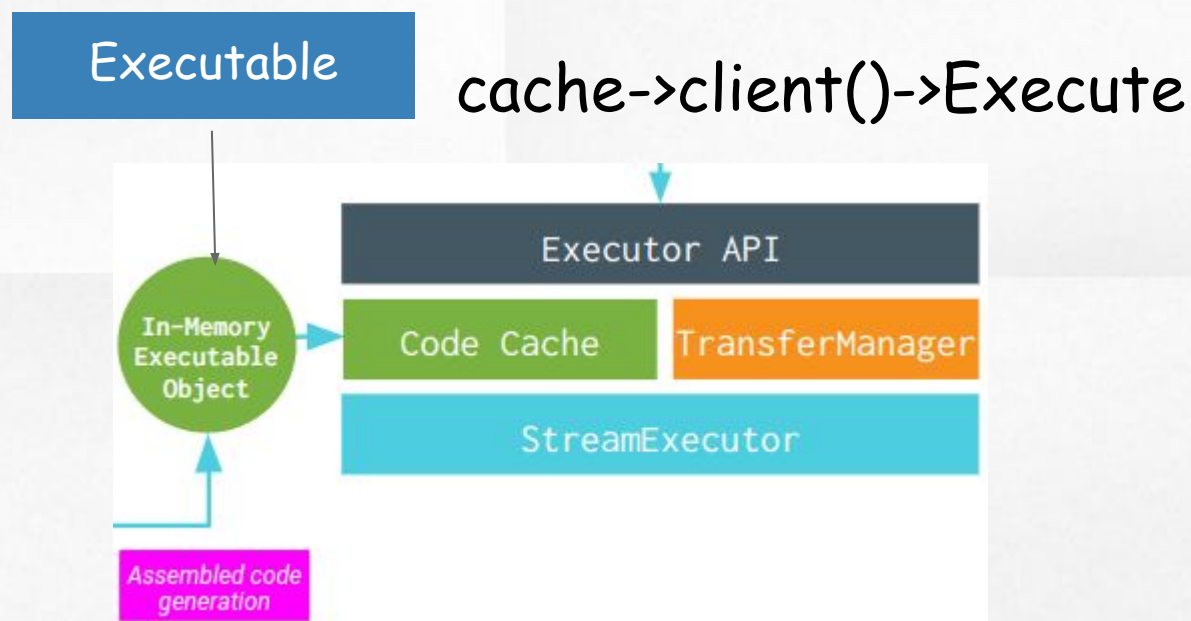 Executable
cache->client()->Execute
Executor API
In-Memory
Executable
Object
Code Cache
TransferManager
StreamExecutor
Assembled code
generation